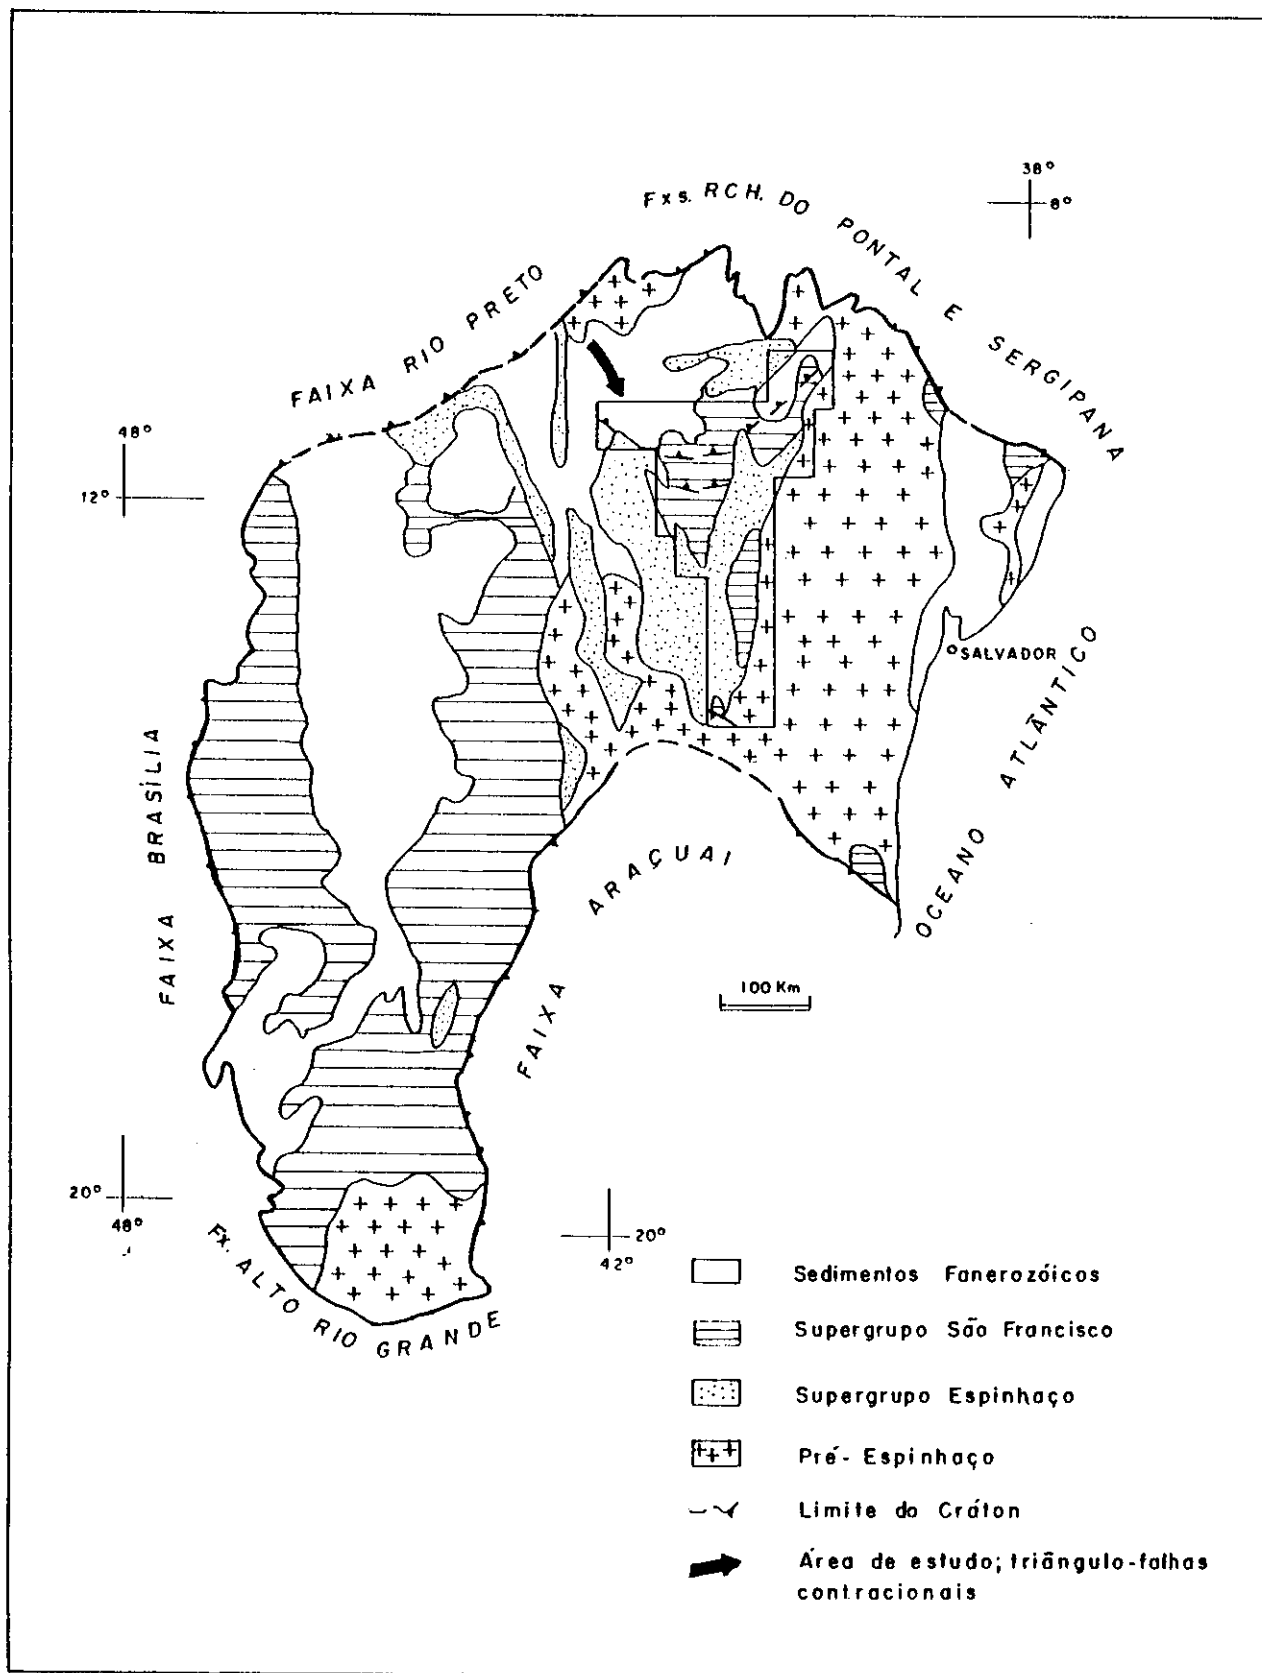 38°
8°
Fxs. RCH. DO PONTAL E SERGIPANA
FAIXA RIO PRETO
48°
12°
SALVADOR
OCEANO ATLÂNTICO
FAIXA BRASÍLIA
FAIXA ARAÇUAI
100 Km
20°
48°
20°
42°
Fx. ALTO RIO GRANDE
Sedimentos Fanerozóicos
Supergrupo São Francisco
Supergrupo Espinhaço
Pré-Espinhaço
Limite do Cráton
Área de estudo; triângulo-falhas
contracionais